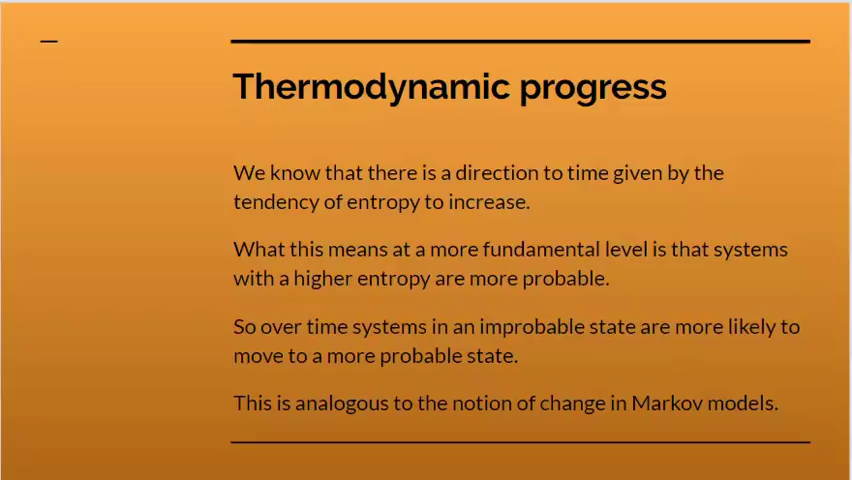 Thermodynamic progress
We know that there is a direction to time given by the
tendency of entropy to increase.
What this means at a more fundamental level is that systems
with a higher entropy are more probable.
So over time systems in an improbable state are more likely to
move to a more probable state.
This is analogous to the notion of change in Markov models.